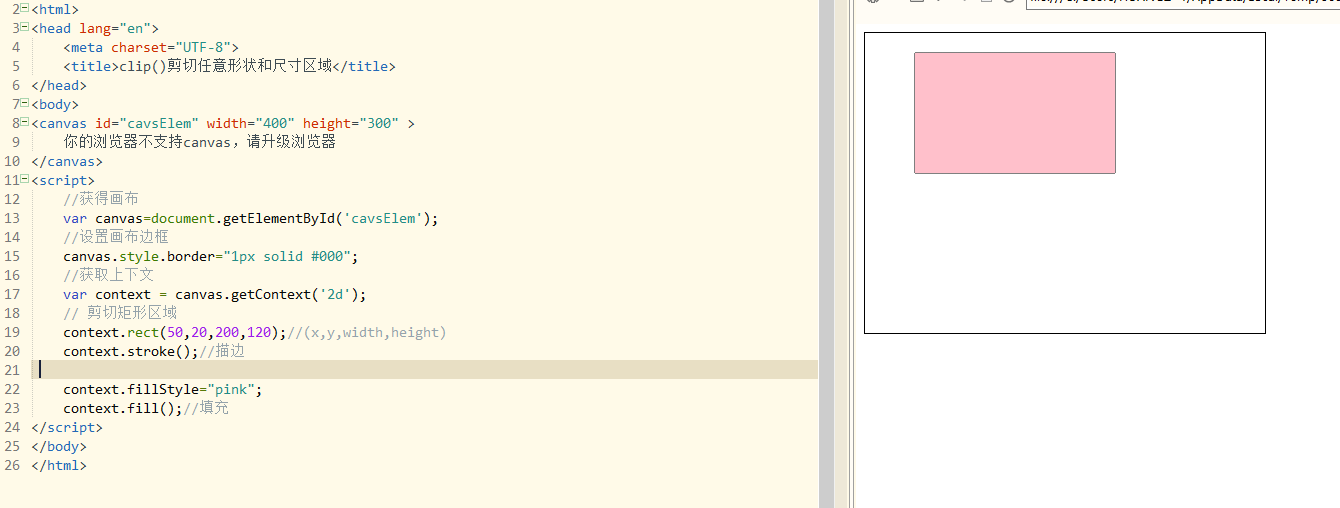 2 <html>
3 <head lang="en">
4 <meta charset="UTF-8">
5 <title>clip()剪切任意形状和尺寸区域</title>
6 </head>
7 <body>
8 <canvas id="cavsElem" width="400" height="300" >
9 你的浏览器不支持canvas，请升级浏览器
10 </canvas>
11 <script>
12 //获得画布
13 var canvas=document.getElementById('cavsElem');
14 //设置画布边框
15 canvas.style.border="1px solid #000";
16 //获取上下文
17 var context = canvas.getContext('2d');
18 // 剪切矩形区域
19 context.rect(50,20,200,120);//(x,y,width,height)
20 context.stroke();//描边
21
22 context.fillStyle="pink";
23 context.fill();//填充
24 </script>
25 </body>
26 </html>